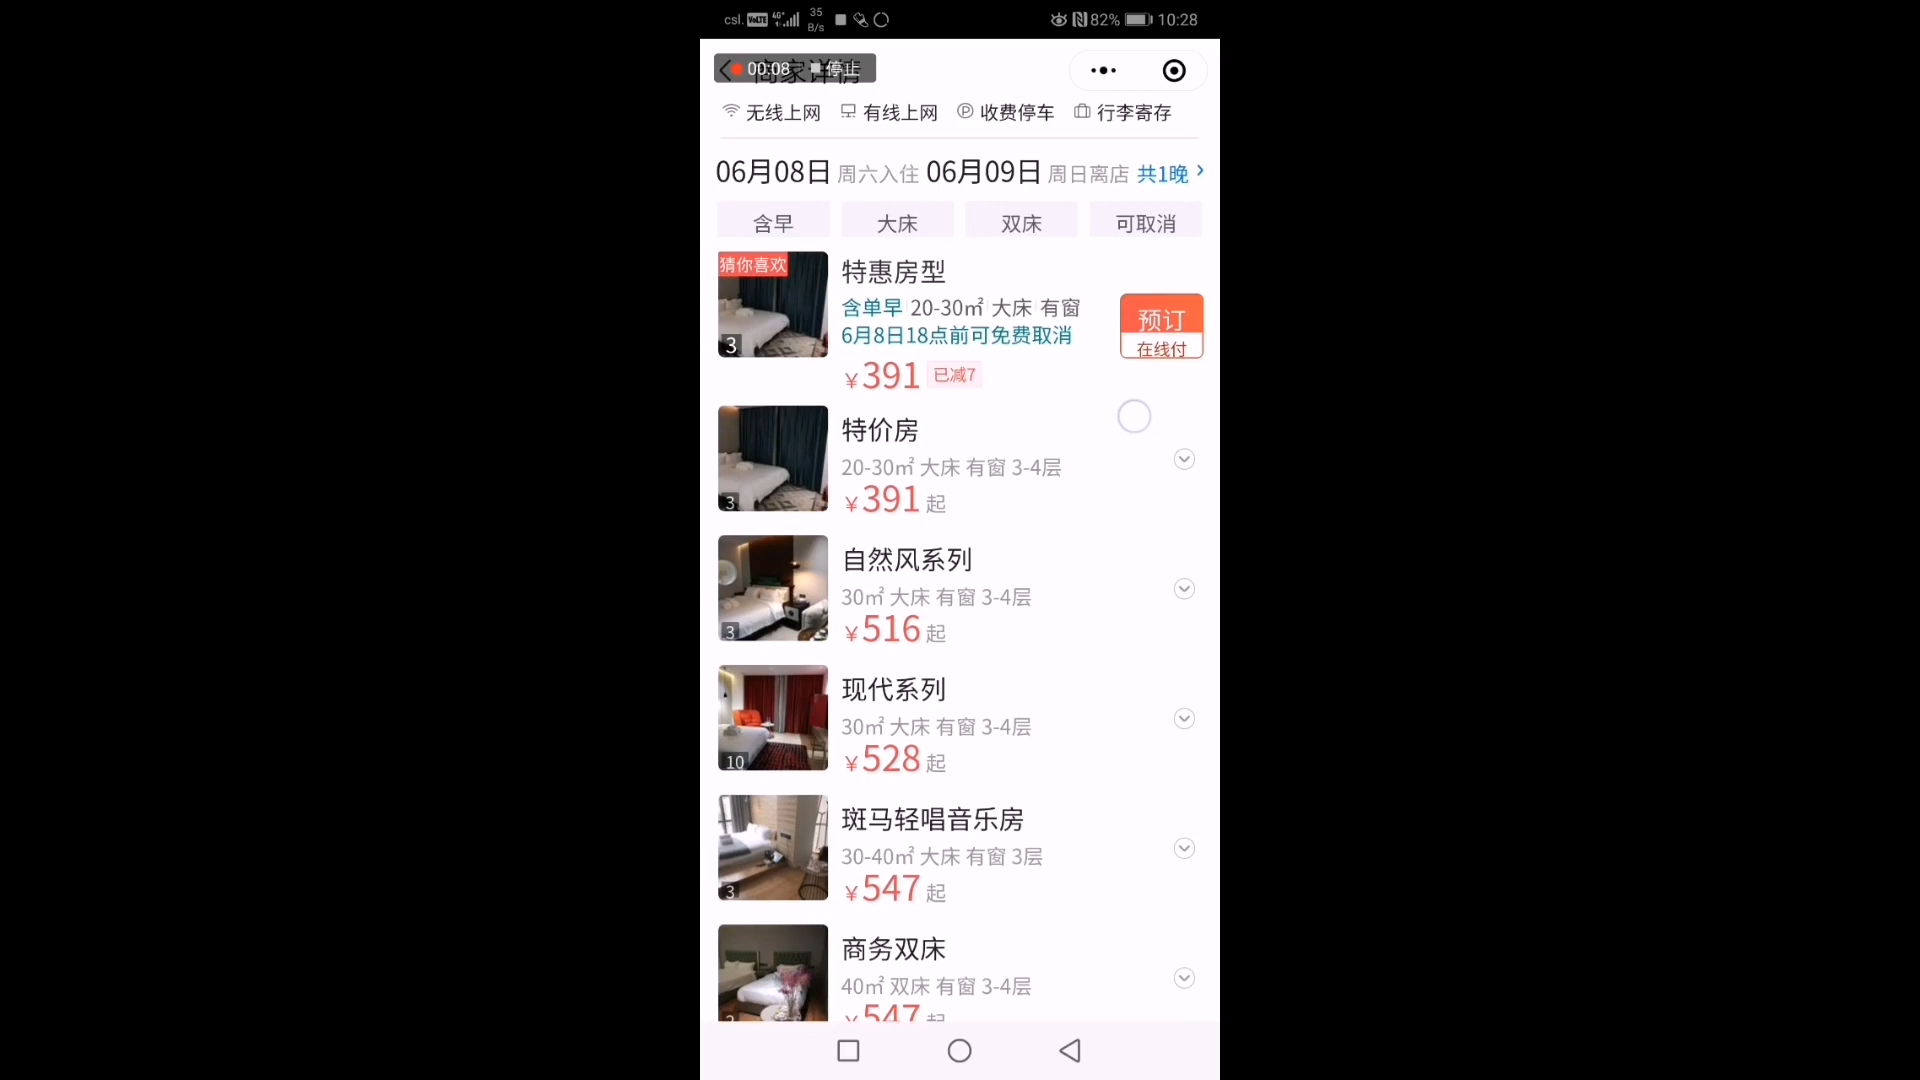 csl. VoLTE 4G+ 35 B/s 82% 10:28
00:08 停止
商家详情
无线上网 有线上网 收费停车 行李寄存
06月08日 周六入住 06月09日 周日离店 共1晚
含早 大床 双床 可取消
猜你喜欢
特惠房型
含单早 20-30㎡ 大床 有窗
6月8日18点前可免费取消
预订
在线付
3
¥391 已减7
特价房
20-30㎡ 大床 有窗 3-4层
3
¥391 起
自然风系列
30㎡ 大床 有窗 3-4层
3
¥516 起
现代系列
30㎡ 大床 有窗 3-4层
10
¥528 起
斑马轻唱音乐房
30-40㎡ 大床 有窗 3层
3
¥547 起
商务双床
40㎡ 双床 有窗 3-4层
¥547 起